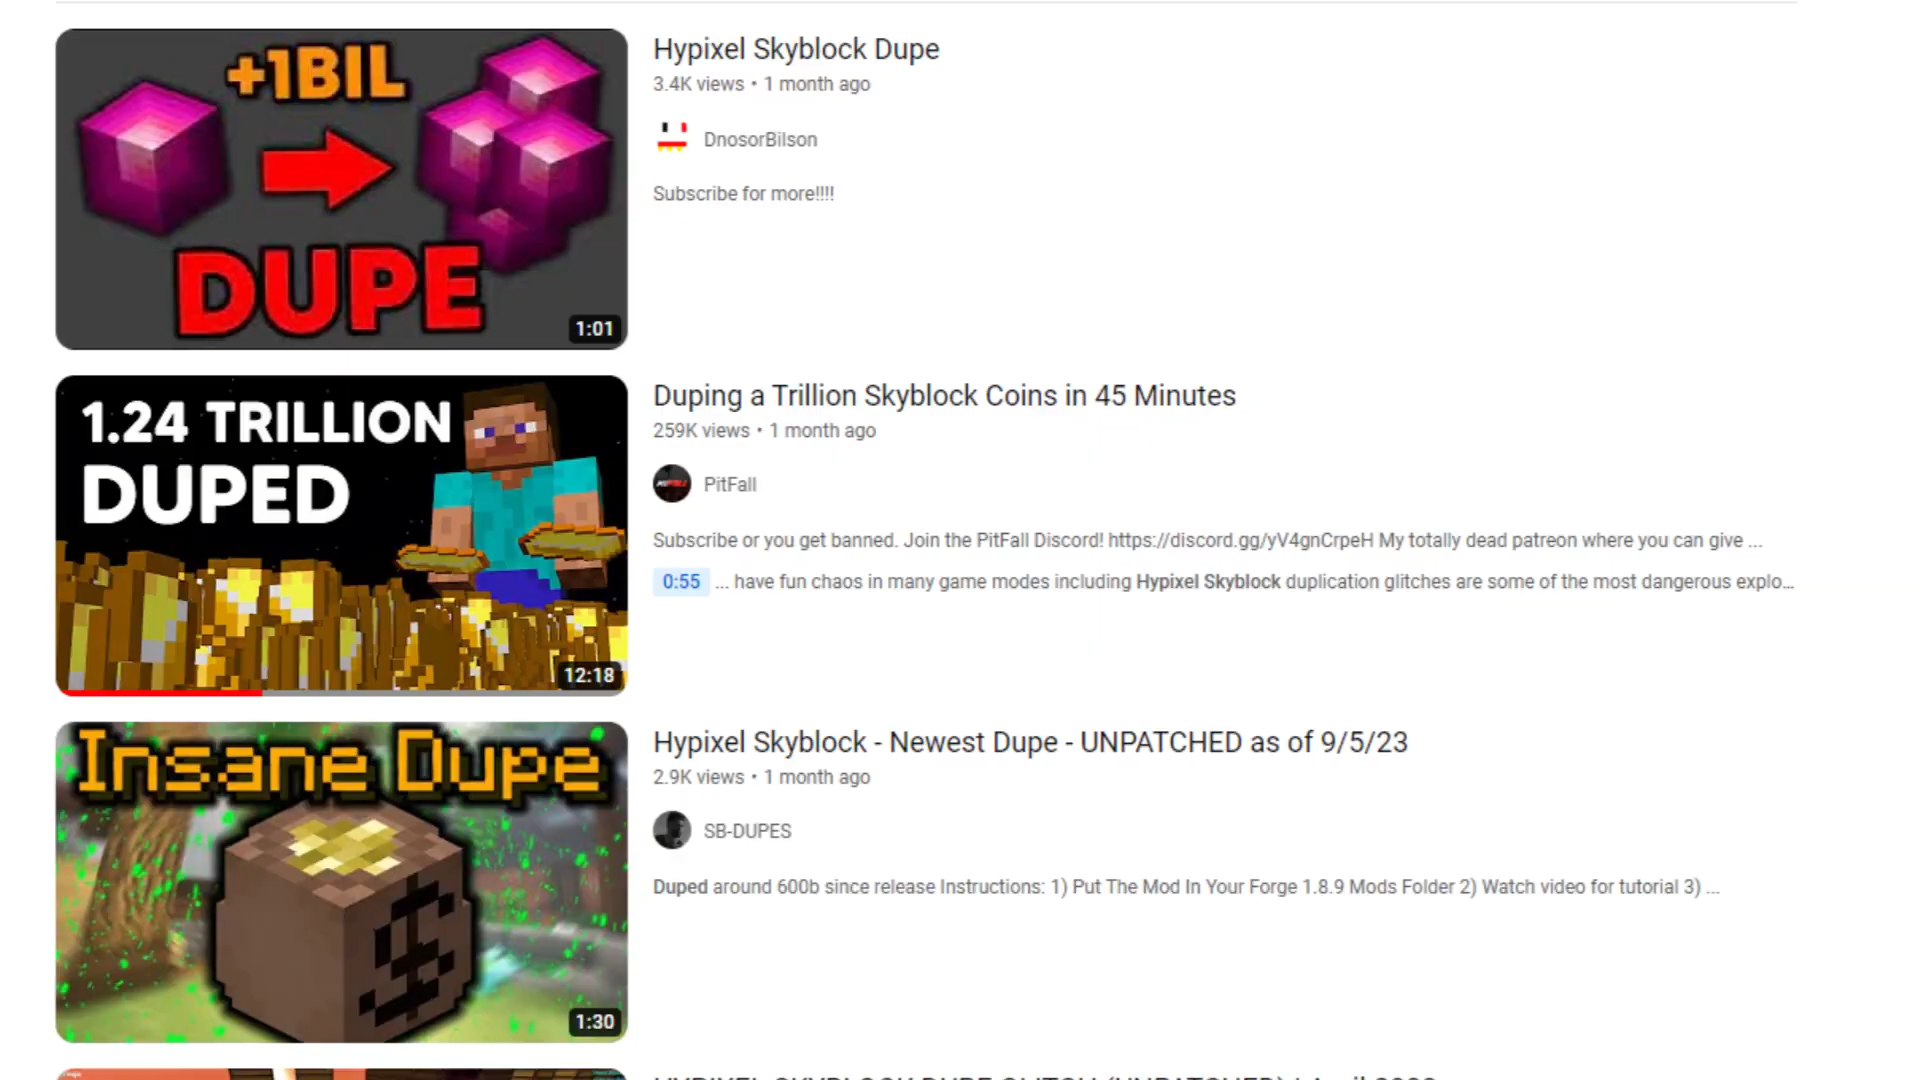 +1BIL
DUPE
1:01
Hypixel Skyblock Dupe
3.4K views • 1 month ago
DnosorBilson
Subscribe for more!!!!
1.24 TRILLION
DUPED
12:18
Duping a Trillion Skyblock Coins in 45 Minutes
259K views • 1 month ago
PitFall
Subscribe or you get banned. Join the PitFall Discord! https://discord.gg/yV4gnCrpeH My totally dead patreon where you can give ...
0:55 ... have fun chaos in many game modes including Hypixel Skyblock duplication glitches are some of the most dangerous explo...
Insane Dupe
$
1:30
Hypixel Skyblock - Newest Dupe - UNPATCHED as of 9/5/23
2.9K views • 1 month ago
SB-DUPES
Duped around 600b since release Instructions: 1) Put The Mod In Your Forge 1.8.9 Mods Folder 2) Watch video for tutorial 3) ...
HYPIXEL SKYBLOCK DUPE GLITCH (UNPATCHED) | April